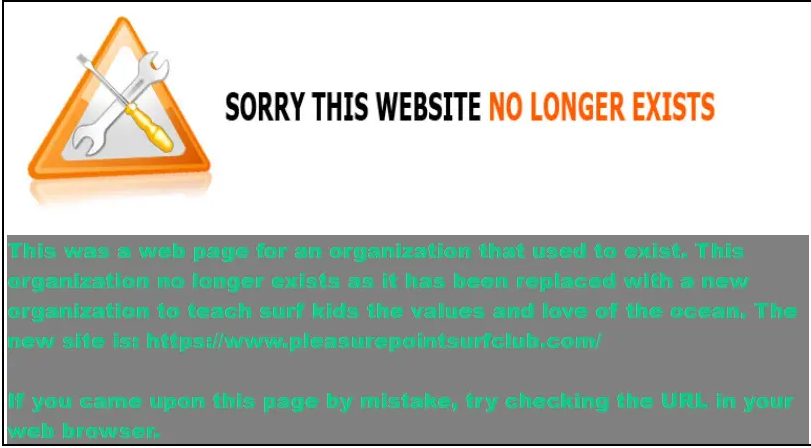 SORRY THIS WEBSITE NO LONGER EXISTS
This was a web page for an organization that used to exist. This
organization no longer exists as it has been replaced with a new
organization to teach surf kids the values and love of the ocean. The
new site is: https://www.pleasurepointsurfclub.com/
If you came upon this page by mistake, try checking the URL in your
web browser.